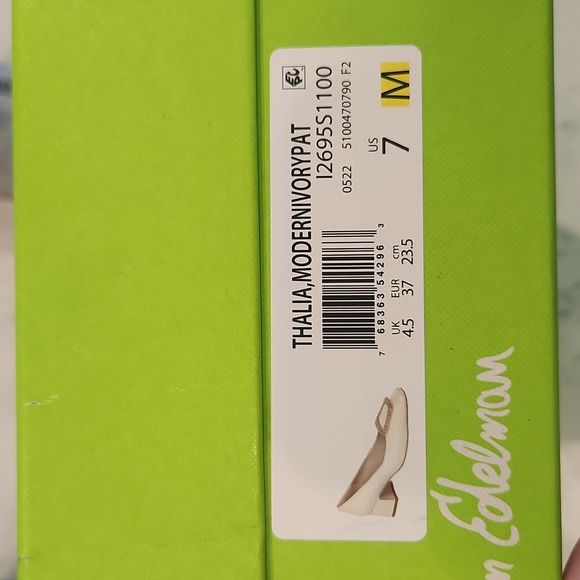 THALIA,MODERNIVORYPAT
I2695S1100
0522 5100470790 F2
7 68363 54296 3
UK EUR cm US
4.5 37 23.5 7 M
m Edelman